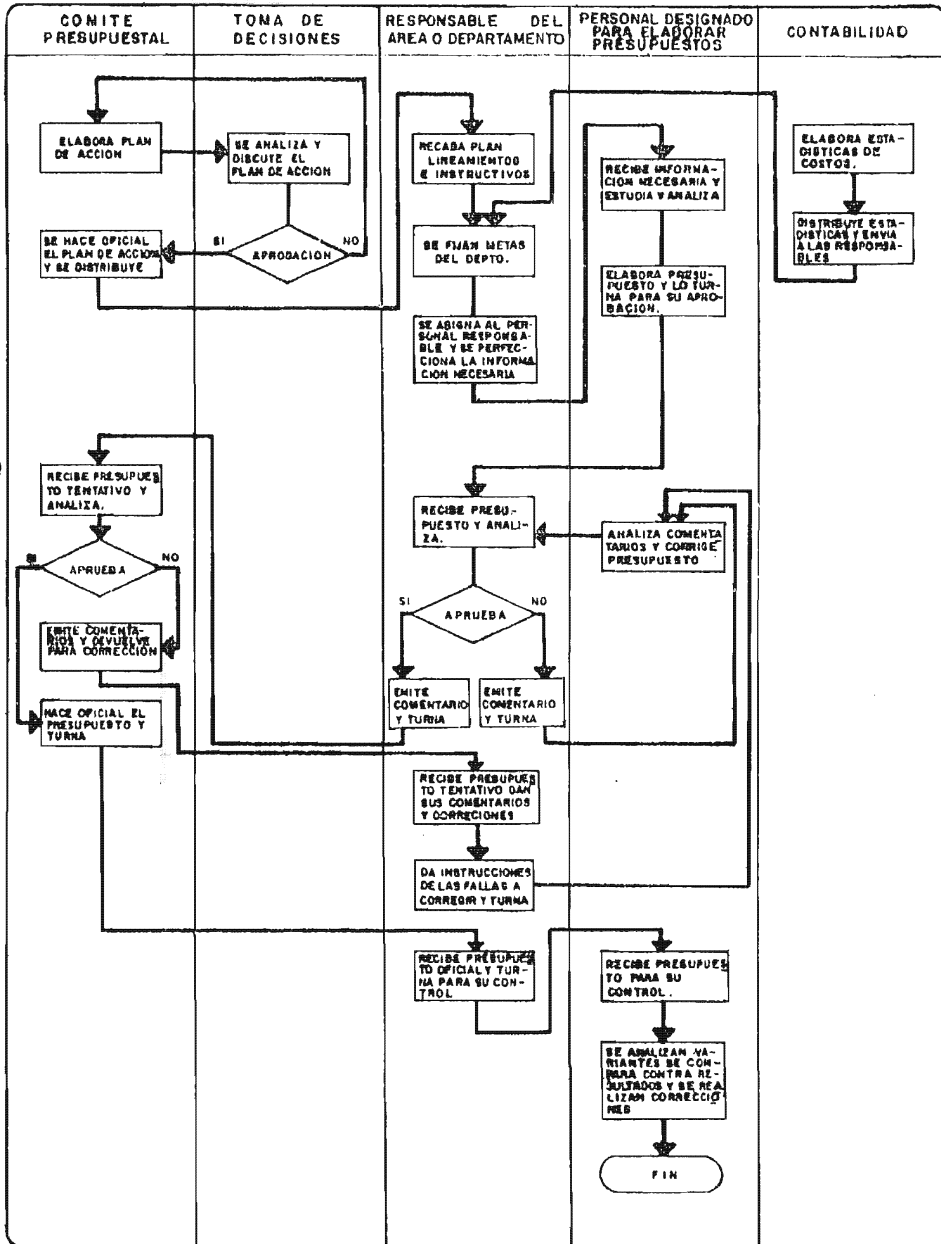 COMITE
PRESUPUESTAL
TOMA DE
DECISIONES
RESPONSABLE DEL
AREA O DEPARTAMENTO
PERSONAL DESIGNADO
PARA ELABORAR
PRESUPUESTOS
CONTABILIDAD
ELABORA PLAN
DE ACCION
SE ANALIZA Y
DISCUTE EL
PLAN DE ACCION
RECABA PLAN
LINEAMIENTOS
E INSTRUCTIVOS
RECIBE INFORMA-
CION NECESARIA Y
ESTUDIA Y ANALIZA
ELABORA ESTA-
DISTICAS DE
COSTOS.
SE HACE OFICIAL
EL PLAN DE ACCION
Y SE DISTRIBUTE
SI
APROBACION
NO
SE FIJAN METAS
DEL DEPTO.
DISTRIBUTE ESTA-
DISTICAS Y ENVIA
A LAS RESPONSA-
BLES
ELABORA PRESU-
PUESTO Y LO TUR-
NA PARA SU APRO-
BACION.
SE ASIGNA AL PER-
SONAL RESPONSA-
BLE Y SE PERFEC-
CIONA LA INFORMA
CION NECESARIA
RECIBE PRESUPUES
TO TENTATIVO Y
ANALIZA.
RECIBE PRESU-
PUESTO Y ANALI-
ZA.
ANALIZA COMENTA
TARIOS Y CORRIGE
PRESUPUESTO
SI
APRUEBA
NO
SI
APRUEBA
NO
EMITE COMENTA-
RIOS Y DEVUELVE
PARA CORRECCIÓN
EMITE
COMENTARIO
Y TURNA
EMITE
COMENTARIO
Y TURNA
HACE OFICIAL EL
PRESUPUESTO Y
TURNA
RECIBE PRESUPUES
TO TENTATIVO DAN
SUS COMENTARIOS
Y CORRECIONES
DA INSTRUCCIONES
DE LAS FALLAS A
CORREGIR Y TURNA
RECIBE PRESUPUES
TO OFICIAL Y TUR-
NA PARA SU CON-
TROL
RECIBE PRESUPUES
TO PARA SU
CONTROL.
SE ANALIZAN VA-
RIANTES SE COM-
PARA CONTRA RE-
SULTADOS Y SE REA
LIZAN CORRECCIO
NES
FIN